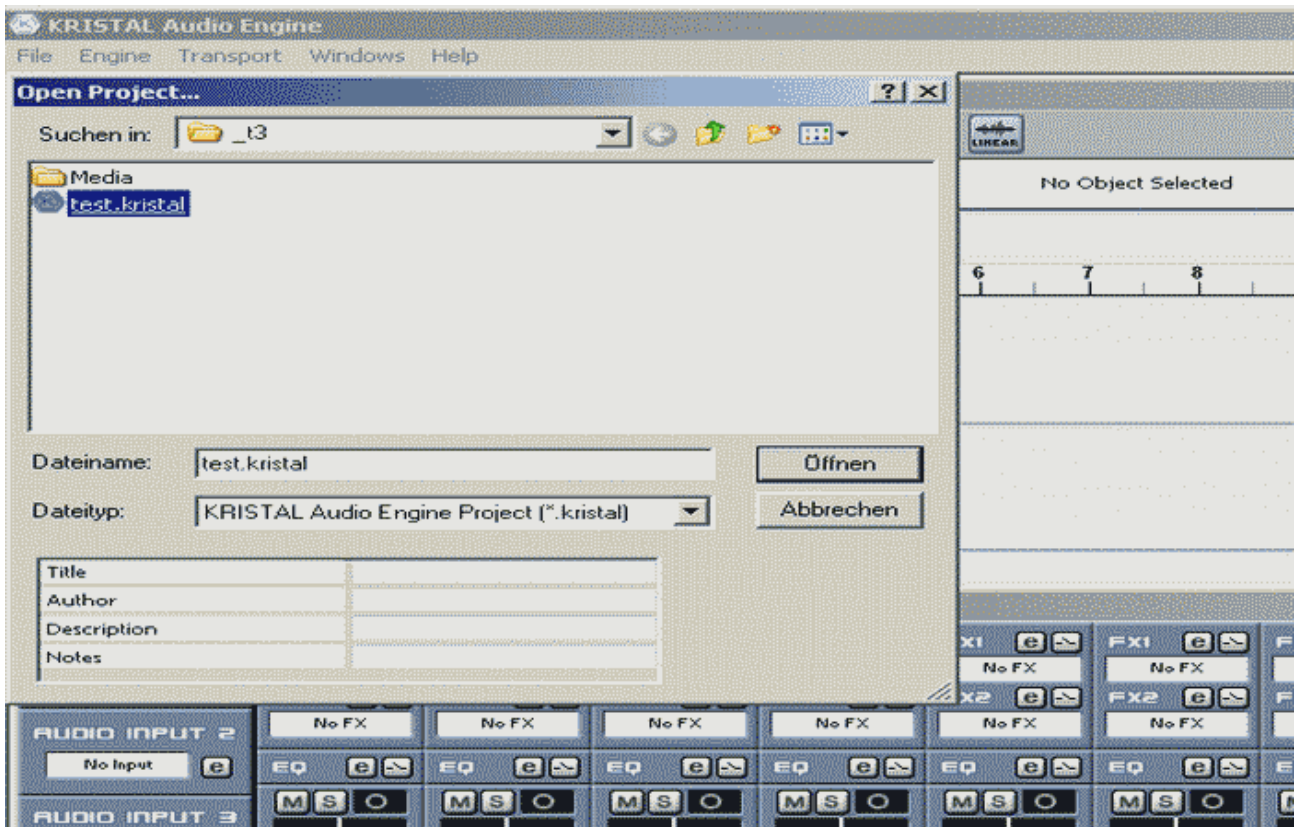 KRISTAL Audio Engine
File Engine Transport Windows Help
Open Project...
Suchen in: _t3
LINEAR
Media
No Object Selected
test.kristal
6 7 8
Dateiname: test.kristal Öffnen
Dateityp: KRISTAL Audio Engine Project (*.kristal) Abbrechen
Title
Author
Description
Notes
FX1 e FX1 e
No FX No FX
FX2 e FX2 e
No FX No FX No FX No FX No FX No FX
AUDIO INPUT 2
No Input e EQ e EQ e EQ e EQ e EQ e EQ e
M S M S M S M S M S M S
AUDIO INPUT 3